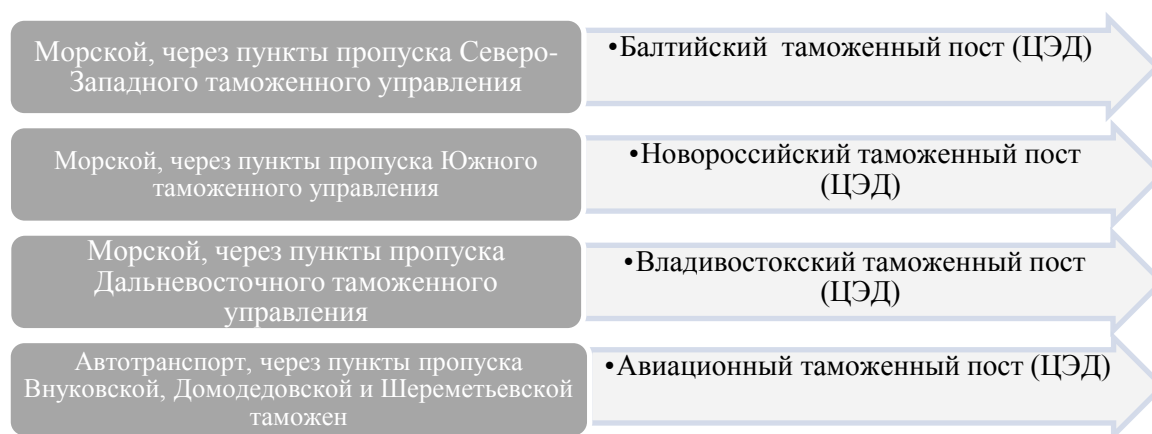 Морской, через пункты пропуска Северо-
Западного таможенного управления
•Балтийский таможенный пост (ЦЭД)
Морской, через пункты пропуска Южного
таможенного управления
•Новороссийский таможенный пост
(ЦЭД)
Морской, через пункты пропуска
Дальневосточного таможенного
управления
•Владивостокский таможенный пост
(ЦЭД)
Автотранспорт, через пункты пропуска
Внуковской, Домодедовской и Шереметьевской
таможен
•Авиационный таможенный пост (ЦЭД)